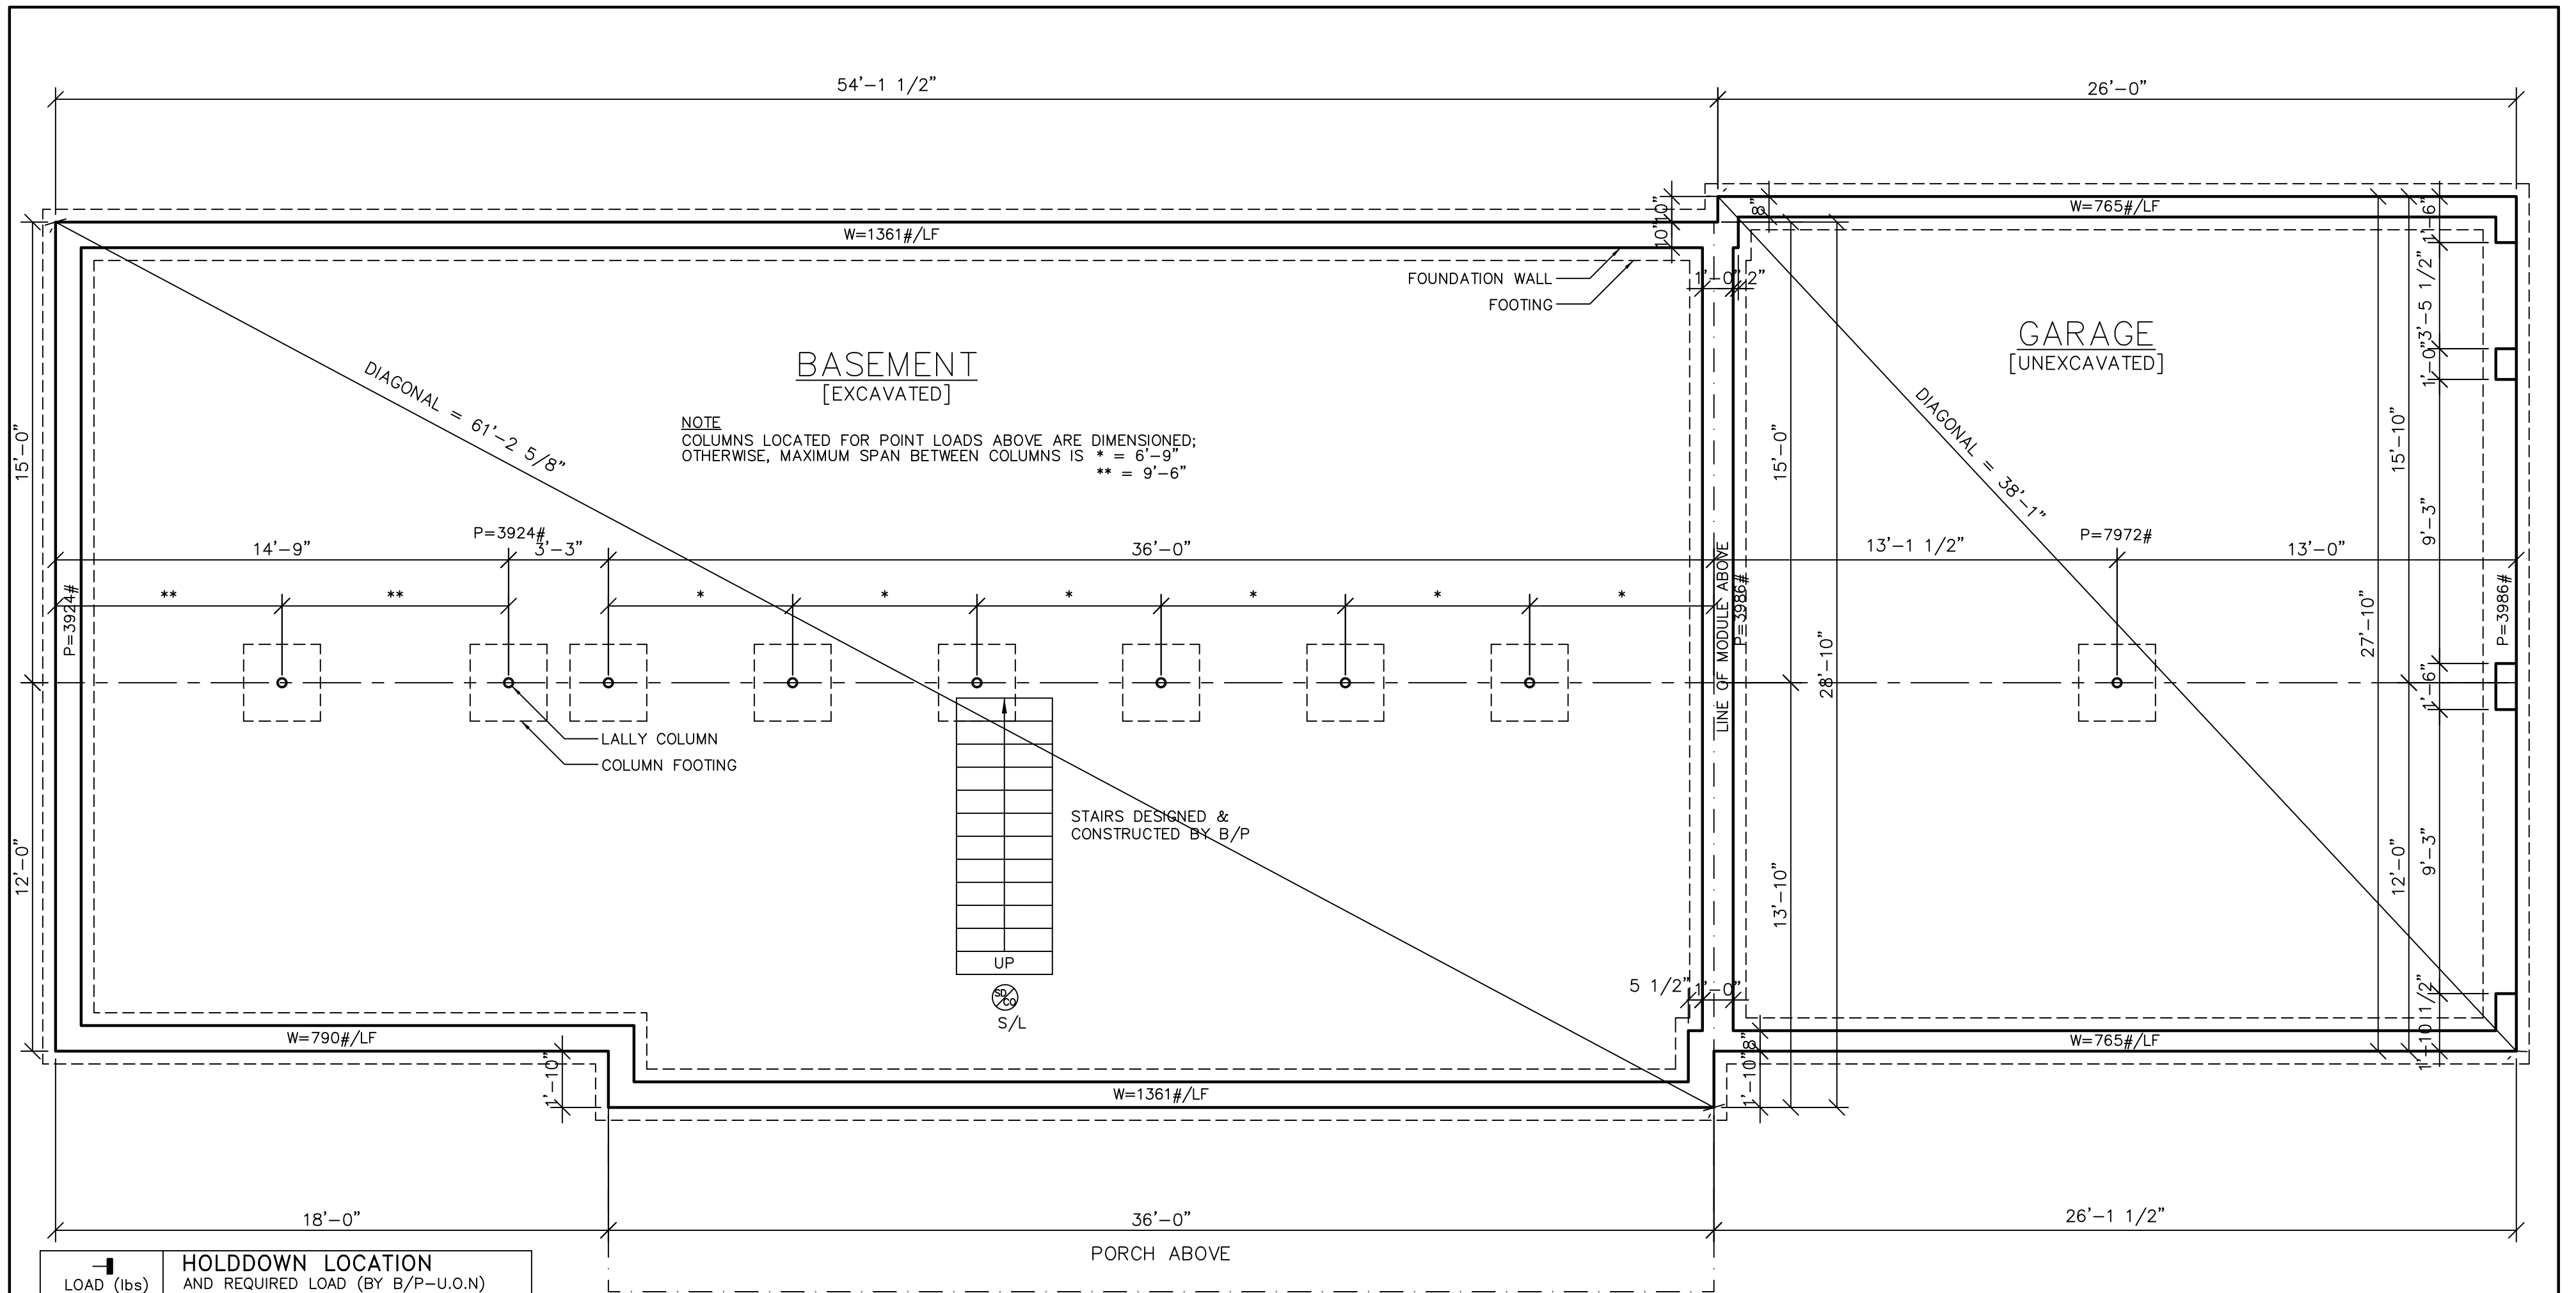 54'-1 1/2"
26'-0"
10"
10"
8"
W=765#/LF
1'-6"
W=1361#/LF
FOUNDATION WALL
FOOTING
1'-0"
2"
3'-5 1/2"
1'-0"
BASEMENT
[EXCAVATED]
GARAGE
[UNEXCAVATED]
DIAGONAL = 61'-2 5/8"
DIAGONAL = 38'-1"
NOTE
COLUMNS LOCATED FOR POINT LOADS ABOVE ARE DIMENSIONED;
OTHERWISE, MAXIMUM SPAN BETWEEN COLUMNS IS * = 6'-9"
** = 9'-6"
15'-0"
15'-0"
15'-10"
9'-3"
P=3924#
14'-9"
3'-3"
36'-0"
13'-1 1/2"
P=7972#
13'-0"
** ** * * * * * *
P=3924#
LINE OF MODULE ABOVE
P=3986#
P=3986#
28'-10"
27'-10"
1'-6"
LALLY COLUMN
COLUMN FOOTING
STAIRS DESIGNED &
CONSTRUCTED BY B/P
12'-0"
13'-10"
12'-0"
9'-3"
UP
SD/CO
S/L
5 1/2"
1'-0"
1'-10 1/2"
W=790#/LF
1'-10"
W=1361#/LF
8"
1'-10"
W=765#/LF
18'-0"
36'-0"
26'-1 1/2"
PORCH ABOVE
LOAD (lbs)
HOLDDOWN LOCATION
AND REQUIRED LOAD (BY B/P-U.O.N)